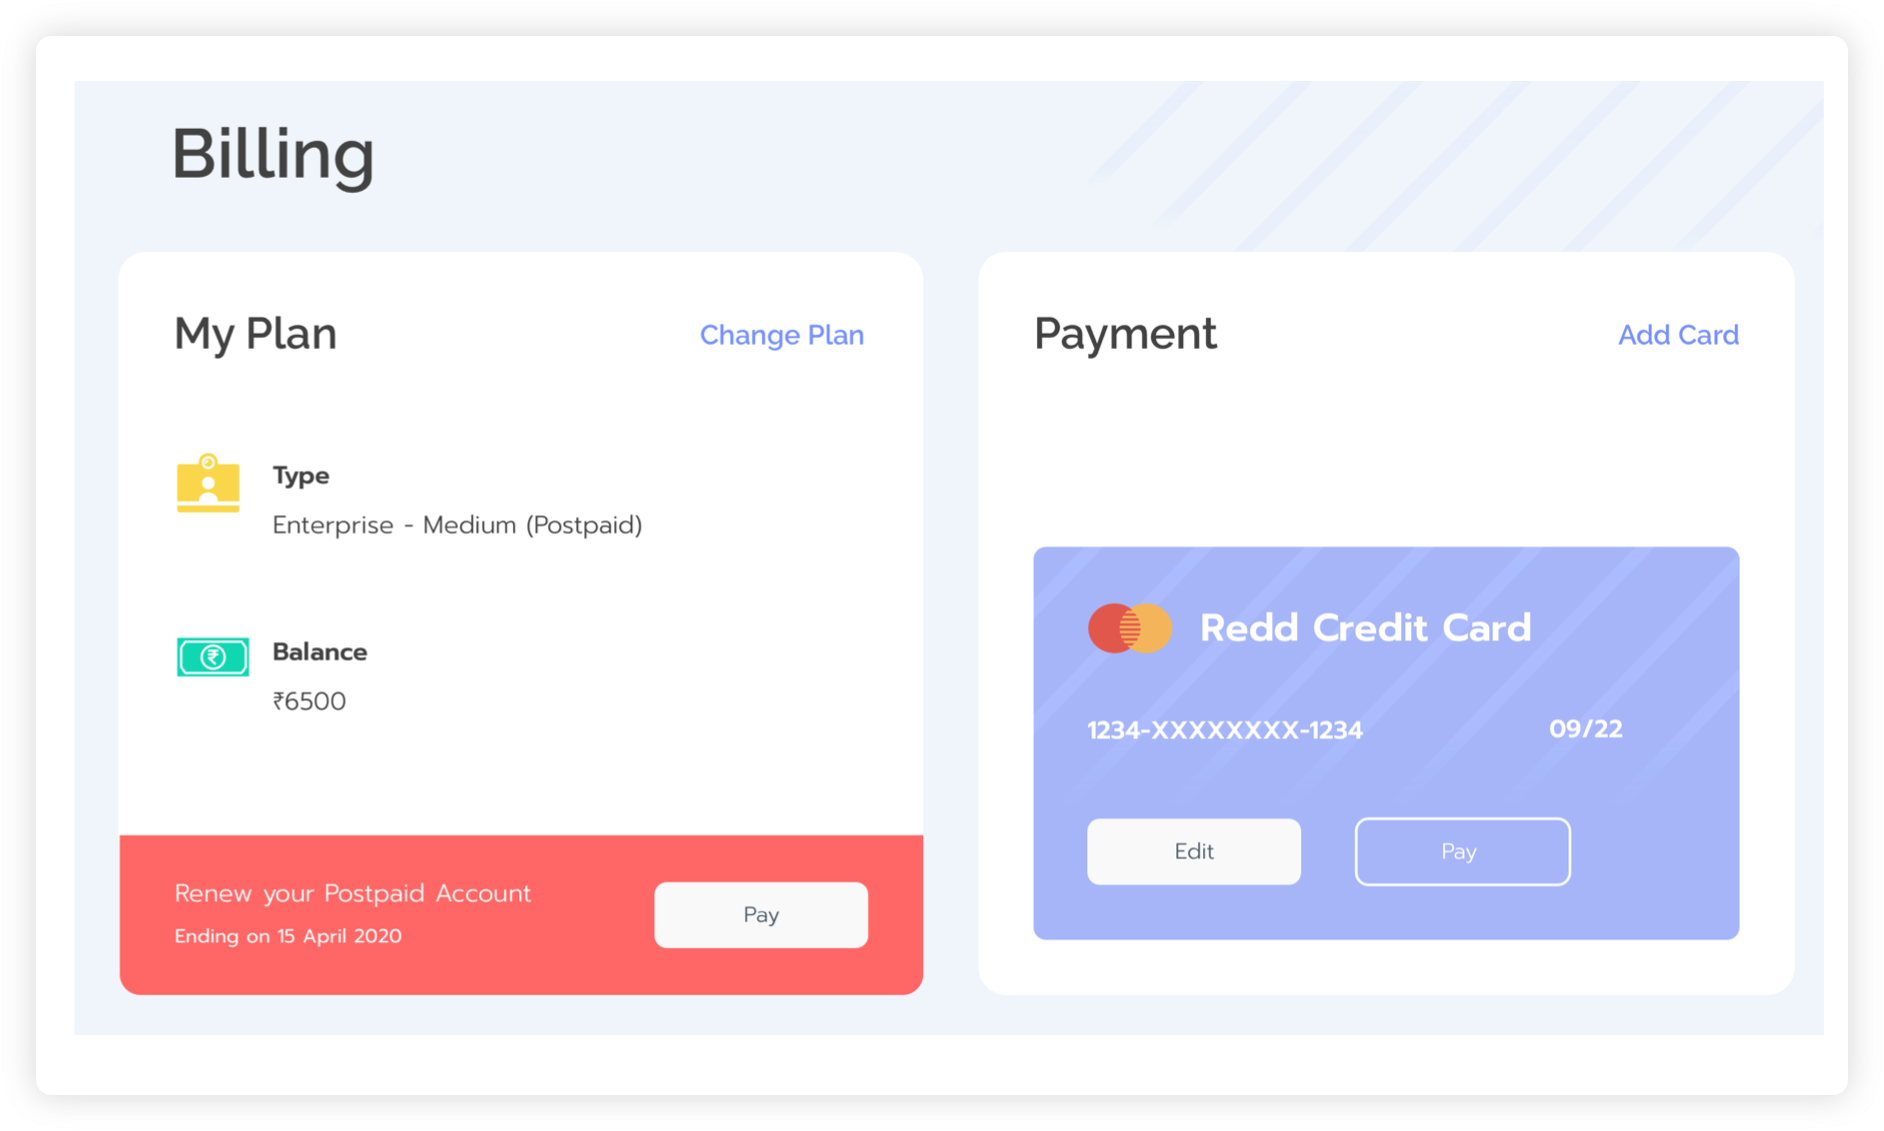 Billing
My Plan
Change Plan
Type
Enterprise - Medium (Postpaid)
Balance
₹6500
Renew your Postpaid Account
Ending on 15 April 2020
Pay
Payment
Add Card
Redd Credit Card
1234-XXXXXXXX-1234
09/22
Edit
Pay